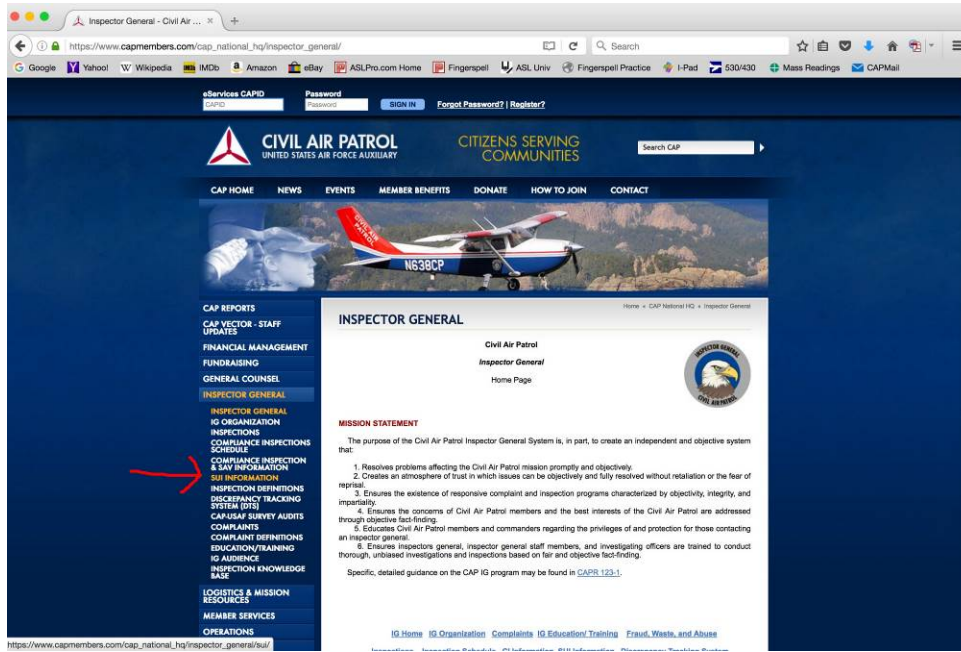 Inspector General - Civil Air ... × +
https://www.capmembers.com/cap_national_hq/inspector_general/
Search
Google Yahoo! Wikipedia IMDb Amazon eBay ASLPro.com Home Fingerspell ASL Univ Fingerspell Practice I-Pad 530/430 Mass Readings CAPMail
eServices CAPID Password
CAPID Password SIGN IN Forgot Password? | Register?
CIVIL AIR PATROL
UNITED STATES AIR FORCE AUXILIARY
CITIZENS SERVING
COMMUNITIES
Search CAP
CAP HOME NEWS EVENTS MEMBER BENEFITS DONATE HOW TO JOIN CONTACT
CIVIL AIR
PATROL
N638CP
CAP REPORTS
CAP VECTOR - STAFF
UPDATES
FINANCIAL MANAGEMENT
FUNDRAISING
GENERAL COUNSEL
INSPECTOR GENERAL
INSPECTOR GENERAL
IG ORGANIZATION
INSPECTIONS
COMPLIANCE INSPECTIONS
SCHEDULE
COMPLIANCE INSPECTION
& SAV INFORMATION
SUI INFORMATION
INSPECTION DEFINITIONS
DISCREPANCY TRACKING
SYSTEM (DTS)
CAP-USAF SURVEY AUDITS
COMPLAINTS
COMPLAINT DEFINITIONS
EDUCATION/TRAINING
IG AUDIENCE
INSPECTION KNOWLEDGE
BASE
LOGISTICS & MISSION
RESOURCES
MEMBER SERVICES
OPERATIONS
Home » CAP National HQ » Inspector General
INSPECTOR GENERAL
Civil Air Patrol
Inspector General
Home Page
INSPECTOR GENERAL
CIVIL AIR PATROL
MISSION STATEMENT
The purpose of the Civil Air Patrol Inspector General System is, in part, to create an independent and objective system
that:
1. Resolves problems affecting the Civil Air Patrol mission promptly and objectively.
2. Creates an atmosphere of trust in which issues can be objectively and fully resolved without retaliation or the fear of
reprisal.
3. Ensures the existence of responsive complaint and inspection programs characterized by objectivity, integrity, and
impartiality.
4. Ensures the concerns of Civil Air Patrol members and the best interests of the Civil Air Patrol are addressed
through objective fact-finding.
5. Educates Civil Air Patrol members and commanders regarding the privileges of and protection for those contacting
an inspector general.
6. Ensures inspectors general, inspector general staff members, and investigating officers are trained to conduct
thorough, unbiased investigations and inspections based on fair and objective fact-finding.
Specific, detailed guidance on the CAP IG program may be found in CAPR 123-1.
IG Home IG Organization Complaints IG Education/ Training Fraud, Waste, and Abuse
Inspections Inspection Schedule CI Information SUI Information Discrepancy Tracking System
https://www.capmembers.com/cap_national_hq/inspector_general/sui/